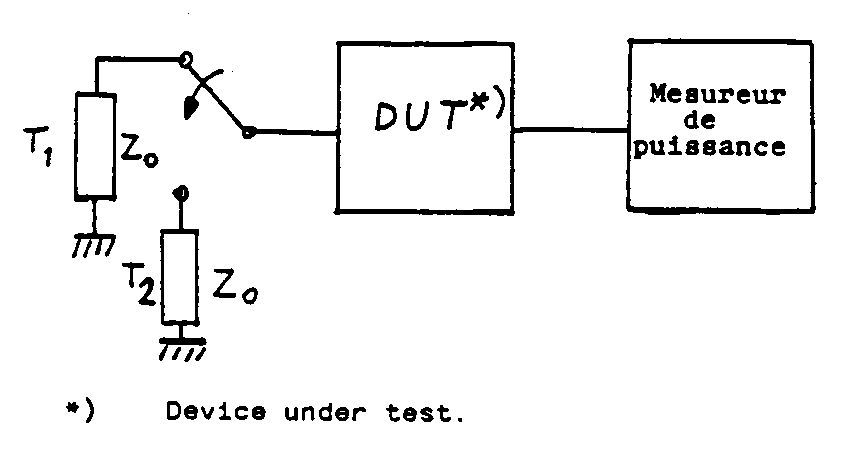 DUT*)
Mesureur
de
puissance
T1
Z0
T2
Z0
*) Device under test.